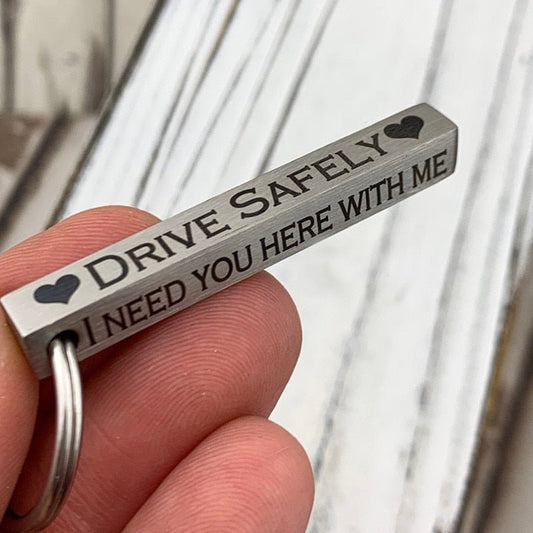 ♥ DRIVE SAFELY ♥
I NEED YOU HERE WITH ME